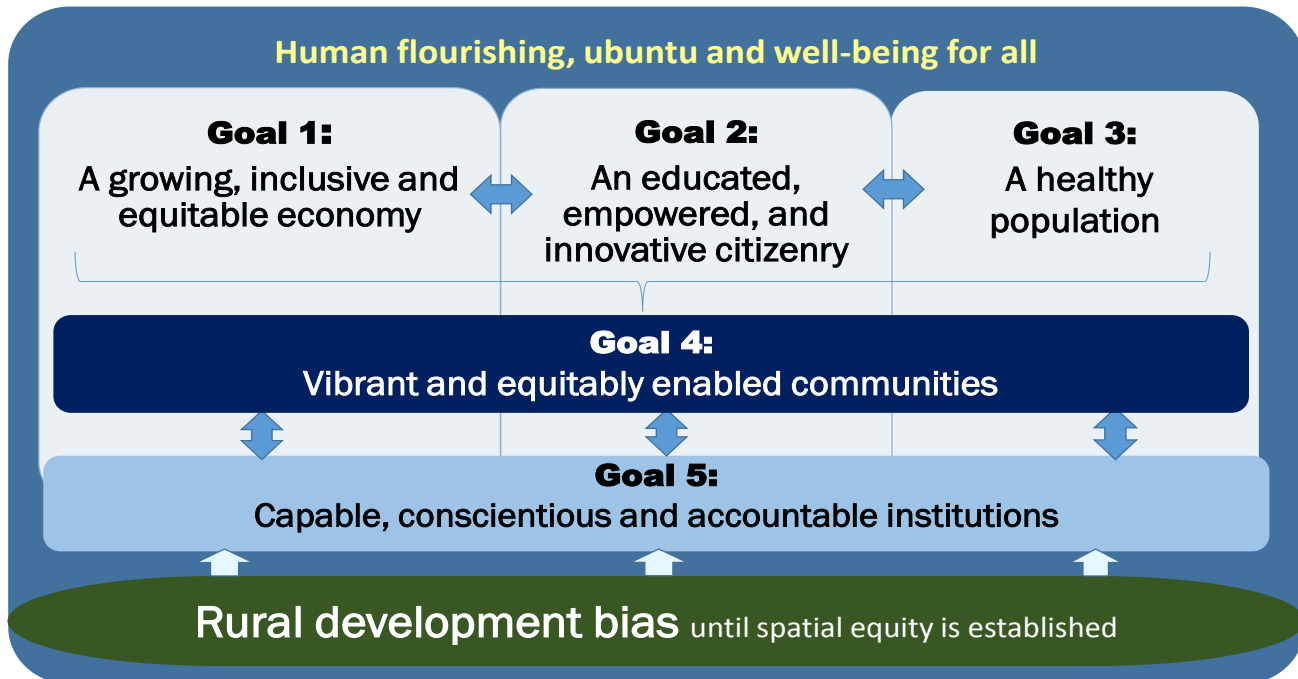 Human flourishing, ubuntu and well-being for all
Goal 1:
A growing, inclusive and
equitable economy
Goal 2:
An educated,
empowered, and
innovative citizenry
Goal 3:
A healthy
population
Goal 4:
Vibrant and equitably enabled communities
Goal 5:
Capable, conscientious and accountable institutions
Rural development bias until spatial equity is established